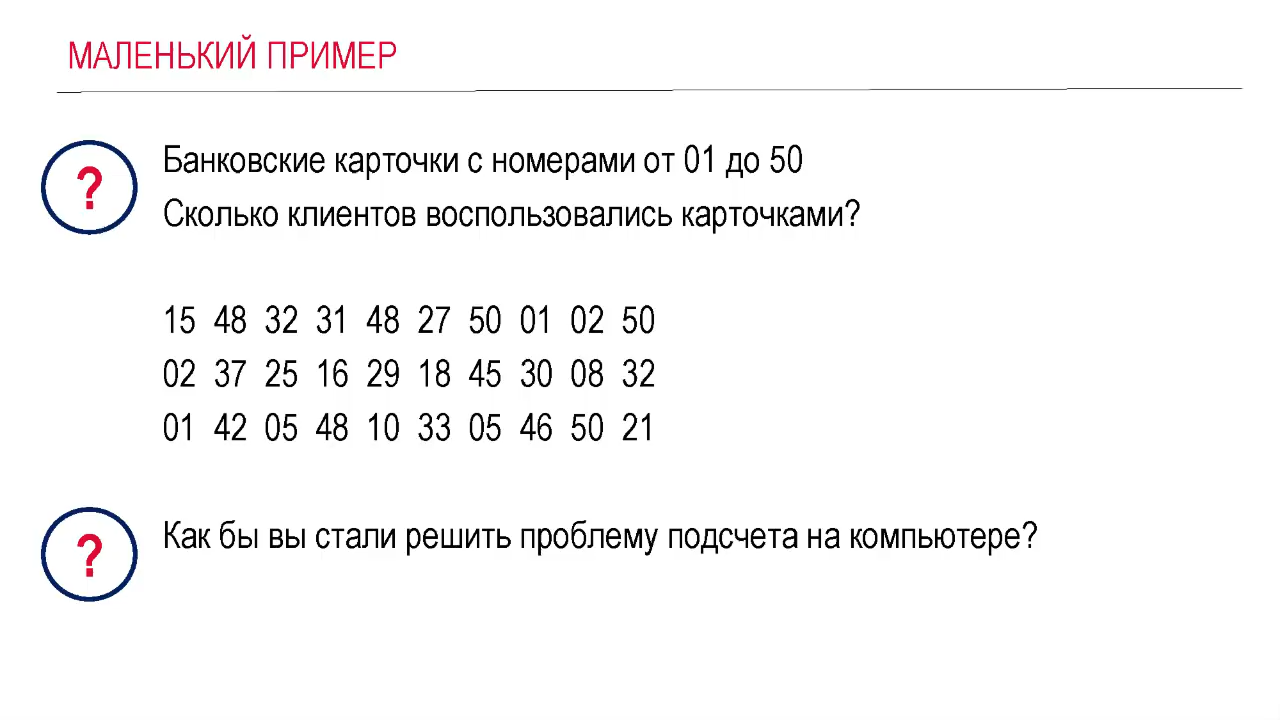 МАЛЕНЬКИЙ ПРИМЕР
? Банковские карточки с номерами от 01 до 50
Сколько клиентов воспользовались карточками?
15 48 32 31 48 27 50 01 02 50
02 37 25 16 29 18 45 30 08 32
01 42 05 48 10 33 05 46 50 21
? Как бы вы стали решить проблему подсчета на компьютере?